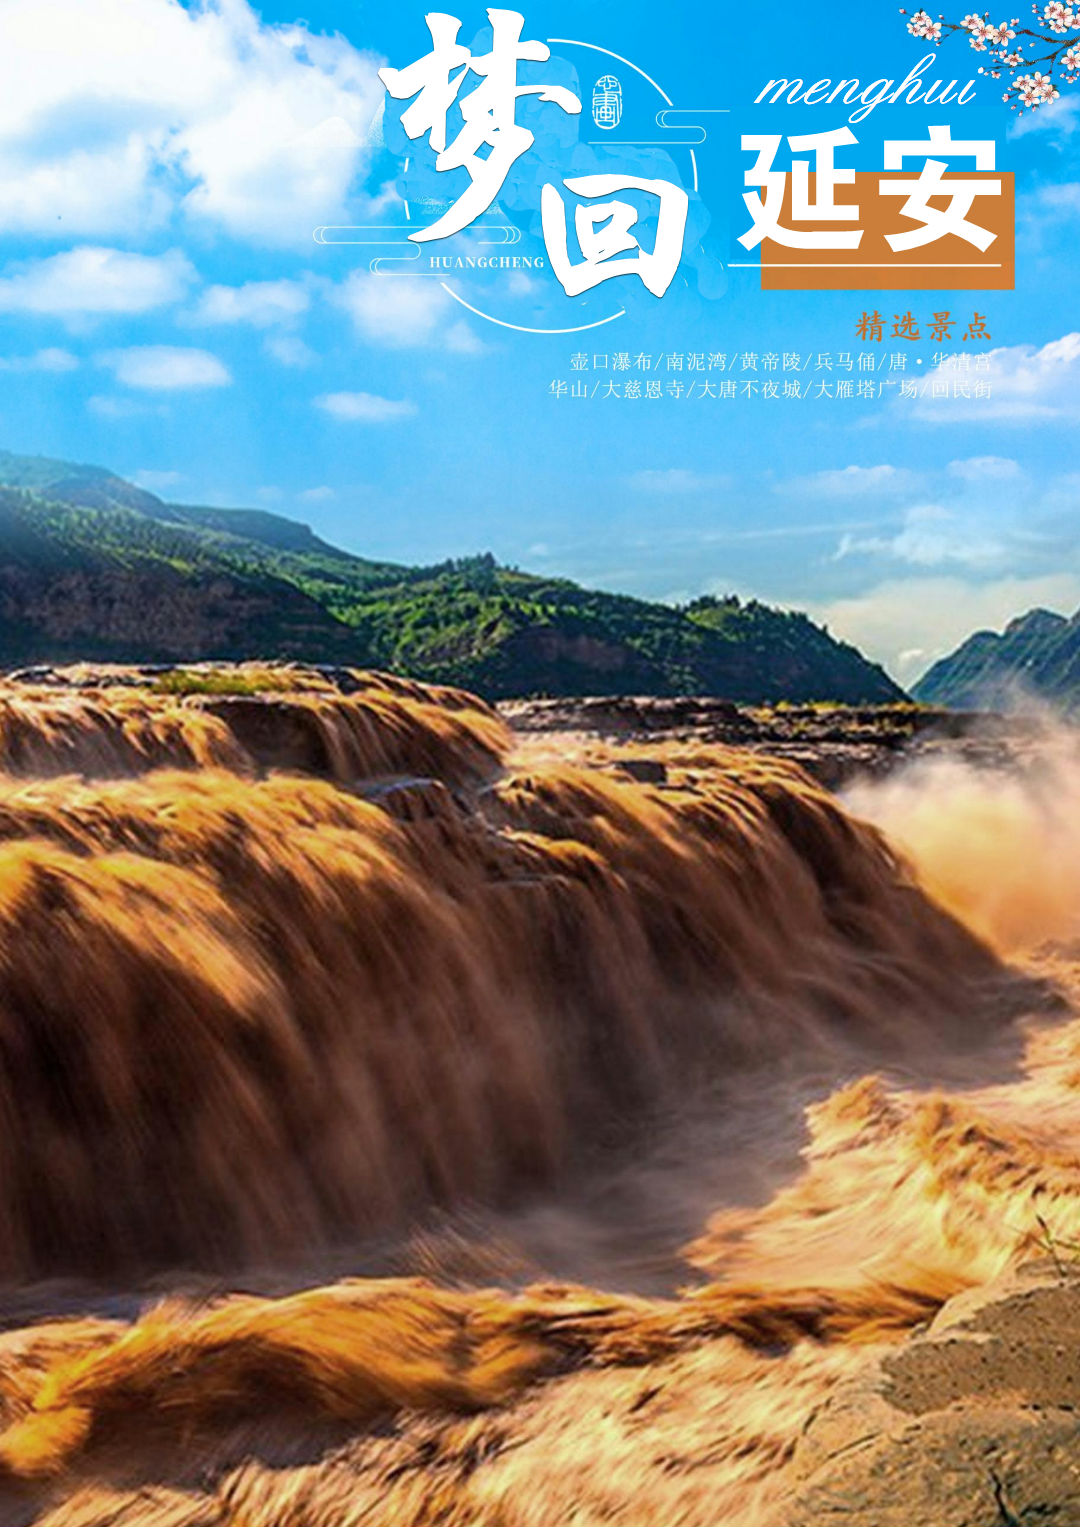 梦回
menghui
延安
HUANGCHENG
精选景点
壶口瀑布/南泥湾/黄帝陵/兵马俑/唐·华清宫
华山/大慈恩寺/大唐不夜城/大雁塔广场/回民街